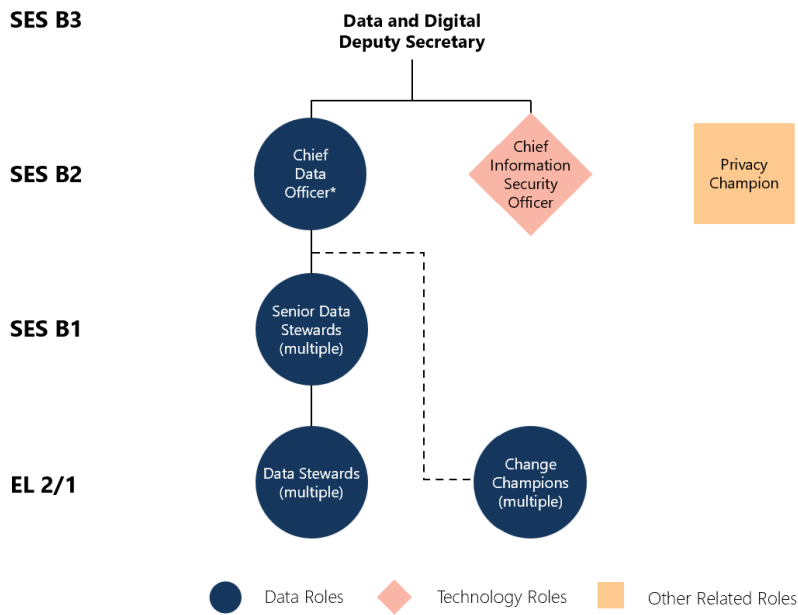 SES B3
Data and Digital
Deputy Secretary
SES B2
Chief
Data
Officer*
Chief
Information
Security
Officer
Privacy
Champion
SES B1
Senior Data
Stewards
(multiple)
EL 2/1
Data Stewards
(multiple)
Change
Champions
(multiple)
Data Roles
Technology Roles
Other Related Roles